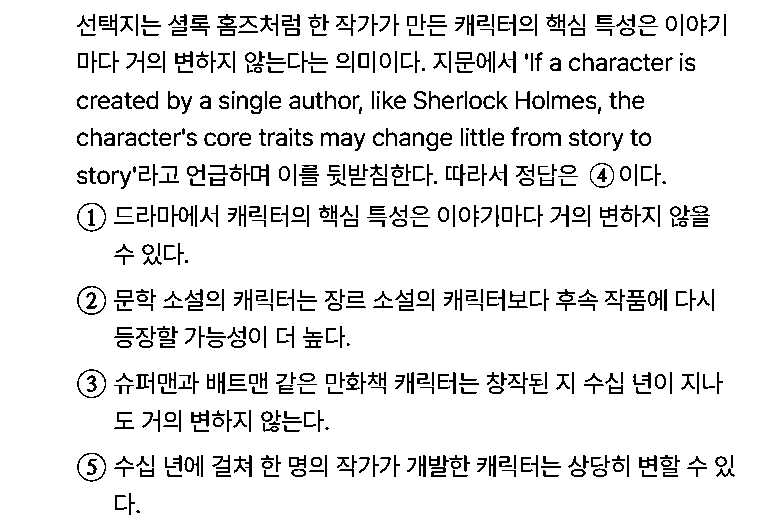 선택지는 셜록 홈즈처럼 한 작가가 만든 캐릭터의 핵심 특성은 이야기
마다 거의 변하지 않는다는 의미이다. 지문에서 'If a character is
created by a single author, like Sherlock Holmes, the
character's core traits may change little from story to
story'라고 언급하며 이를 뒷받침한다. 따라서 정답은 ④이다.
① 드라마에서 캐릭터의 핵심 특성은 이야기마다 거의 변하지 않을
수 있다.
② 문학 소설의 캐릭터는 장르 소설의 캐릭터보다 후속 작품에 다시
등장할 가능성이 더 높다.
③ 슈퍼맨과 배트맨 같은 만화책 캐릭터는 창작된 지 수십 년이 지나
도 거의 변하지 않는다.
⑤ 수십 년에 걸쳐 한 명의 작가가 개발한 캐릭터는 상당히 변할 수 있
다.